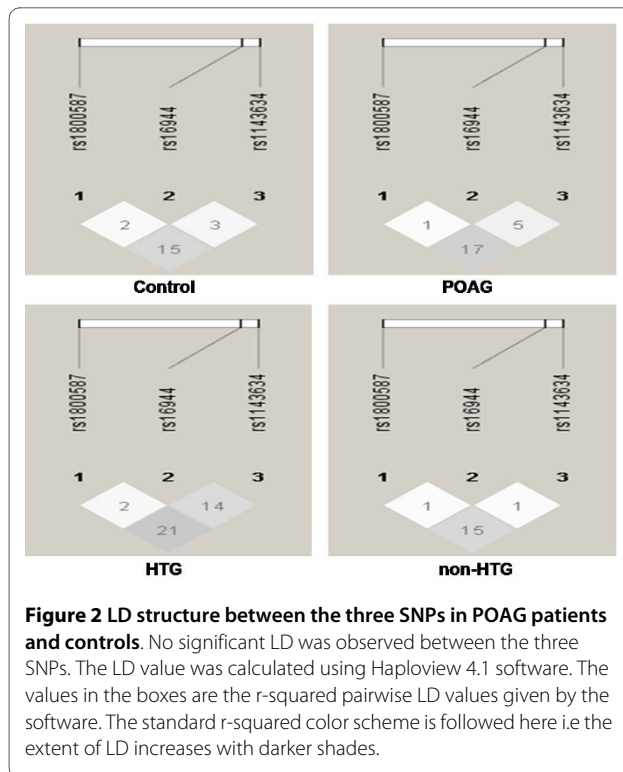 rs1800587
rs16944
rs1143634
1 2 3
2 3
15
Control
rs1800587
rs16944
rs1143634
1 2 3
1 5
17
POAG
rs1800587
rs16944
rs1143634
1 2 3
2 14
21
HTG
rs1800587
rs16944
rs1143634
1 2 3
1 1
15
non-HTG
Figure 2 LD structure between the three SNPs in POAG patients
and controls. No significant LD was observed between the three
SNPs. The LD value was calculated using Haploview 4.1 software. The
values in the boxes are the r-squared pairwise LD values given by the
software. The standard r-squared color scheme is followed here i.e the
extent of LD increases with darker shades.